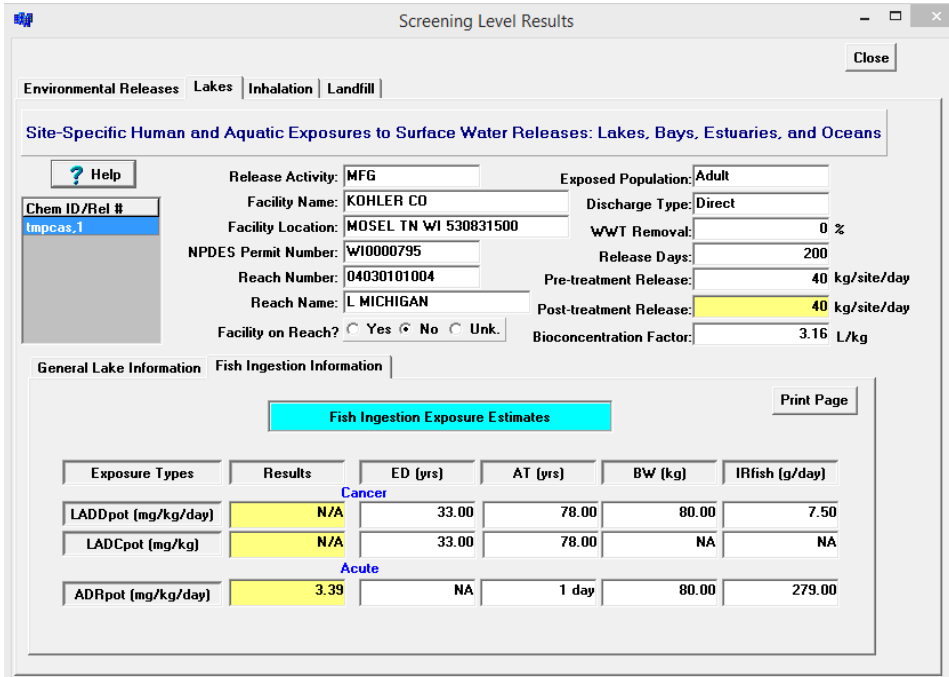 Screening Level Results
Close
Environmental Releases Lakes Inhalation Landfill
Site-Specific Human and Aquatic Exposures to Surface Water Releases: Lakes, Bays, Estuaries, and Oceans
? Help
Chem ID/Rel #
tmpcas,1
Release Activity: MFG
Facility Name: KOHLER CO
Facility Location: MOSEL TN WI 530831500
NPDES Permit Number: WI0000795
Reach Number: 04030101004
Reach Name: L MICHIGAN
Facility on Reach? Yes No Unk.
Exposed Population: Adult
Discharge Type: Direct
WWT Removal: 0 %
Release Days: 200
Pre-treatment Release: 40 kg/site/day
Post-treatment Release: 40 kg/site/day
Bioconcentration Factor: 3.16 L/kg
General Lake Information Fish Ingestion Information
Print Page
Fish Ingestion Exposure Estimates
Exposure Types Results ED (yrs) AT (yrs) BW (kg) IRfish (g/day)
Cancer
LADDpot (mg/kg/day) N/A 33.00 78.00 80.00 7.50
LADCpot (mg/kg) N/A 33.00 78.00 NA NA
Acute
ADRpot (mg/kg/day) 3.39 NA 1 day 80.00 279.00